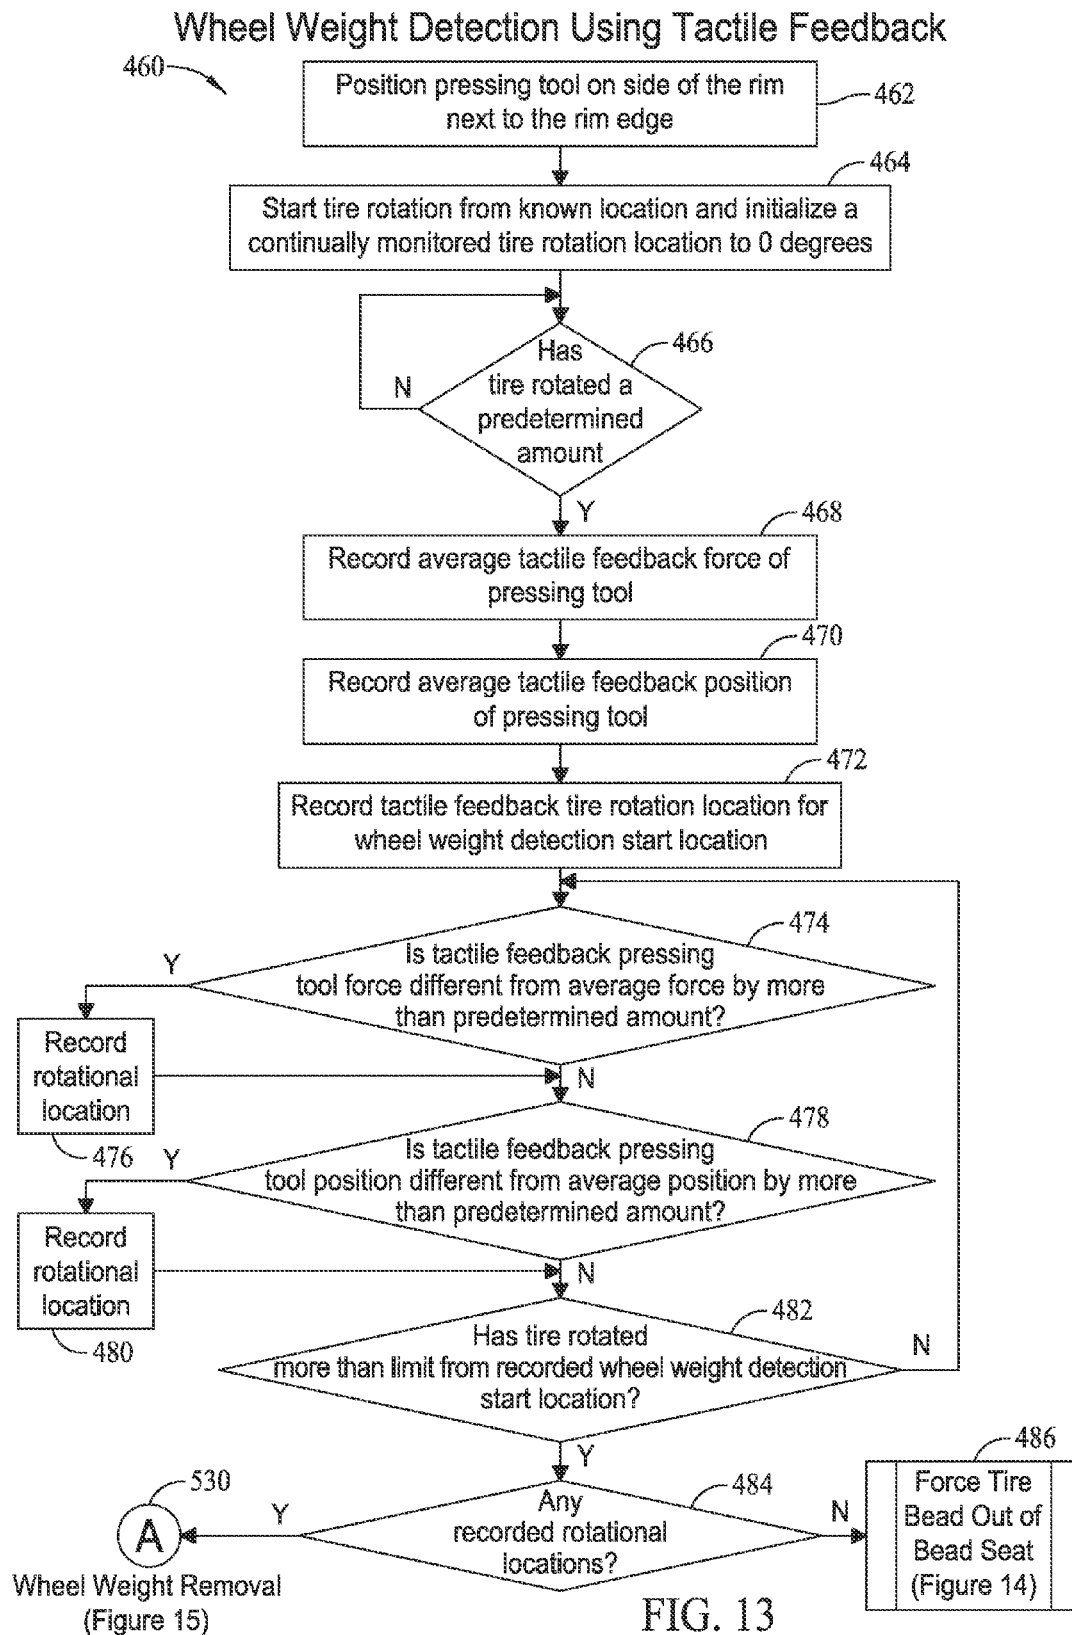 Wheel Weight Detection Using Tactile Feedback
460
Position pressing tool on side of the rim
next to the rim edge
462
464
Start tire rotation from known location and initialize a
continually monitored tire rotation location to 0 degrees
466
Has
tire rotated a
predetermined
amount
N
Y
468
Record average tactile feedback force of
pressing tool
470
Record average tactile feedback position
of pressing tool
472
Record tactile feedback tire rotation location for
wheel weight detection start location
474
Is tactile feedback pressing
tool force different from average force by more
than predetermined amount?
Y
N
Record
rotational
location
476
478
Is tactile feedback pressing
tool position different from average position by more
than predetermined amount?
Y
N
Record
rotational
location
480
482
Has tire rotated
more than limit from recorded wheel weight detection
start location?
N
Y
484
Any
recorded rotational
locations?
Y
N
530
A
Wheel Weight Removal
(Figure 15)
486
Force Tire
Bead Out of
Bead Seat
(Figure 14)
FIG. 13